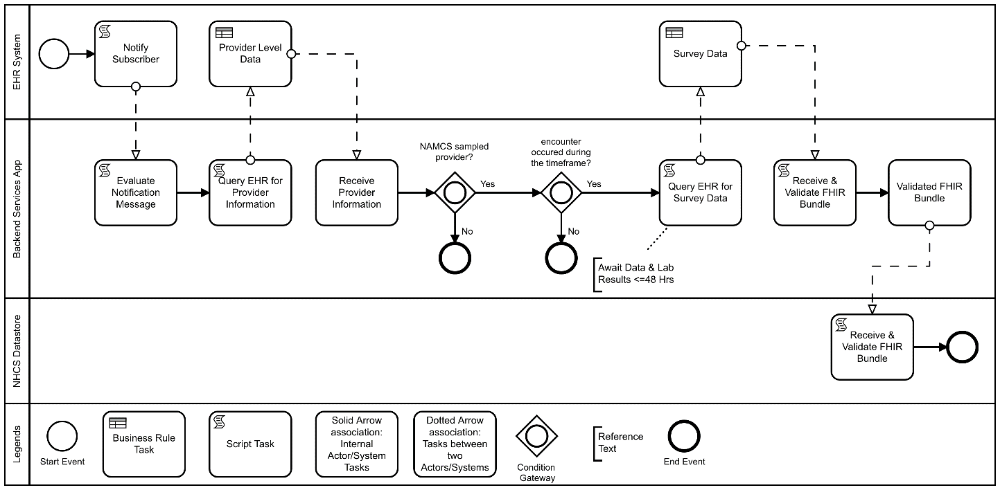 EHR System
Notify
Subscriber
Provider Level
Data
Survey Data
Backend Services App
Evaluate
Notification
Message
Query EHR for
Provider
Information
Receive
Provider
Information
NAMCS sampled
provider?
Yes
No
encounter
occured during
the timeframe?
Yes
No
Query EHR for
Survey Data
Await Data & Lab
Results <=48 Hrs
Receive &
Validate FHIR
Bundle
Validated FHIR
Bundle
NHCS Datastore
Receive &
Validate FHIR
Bundle
Legends
Start Event
Business Rule
Task
Script Task
Solid Arrow
association:
Internal
Actor/System
Tasks
Dotted Arrow
association:
Tasks between
two
Actors/Systems
Condition
Gateway
Reference
Text
End Event